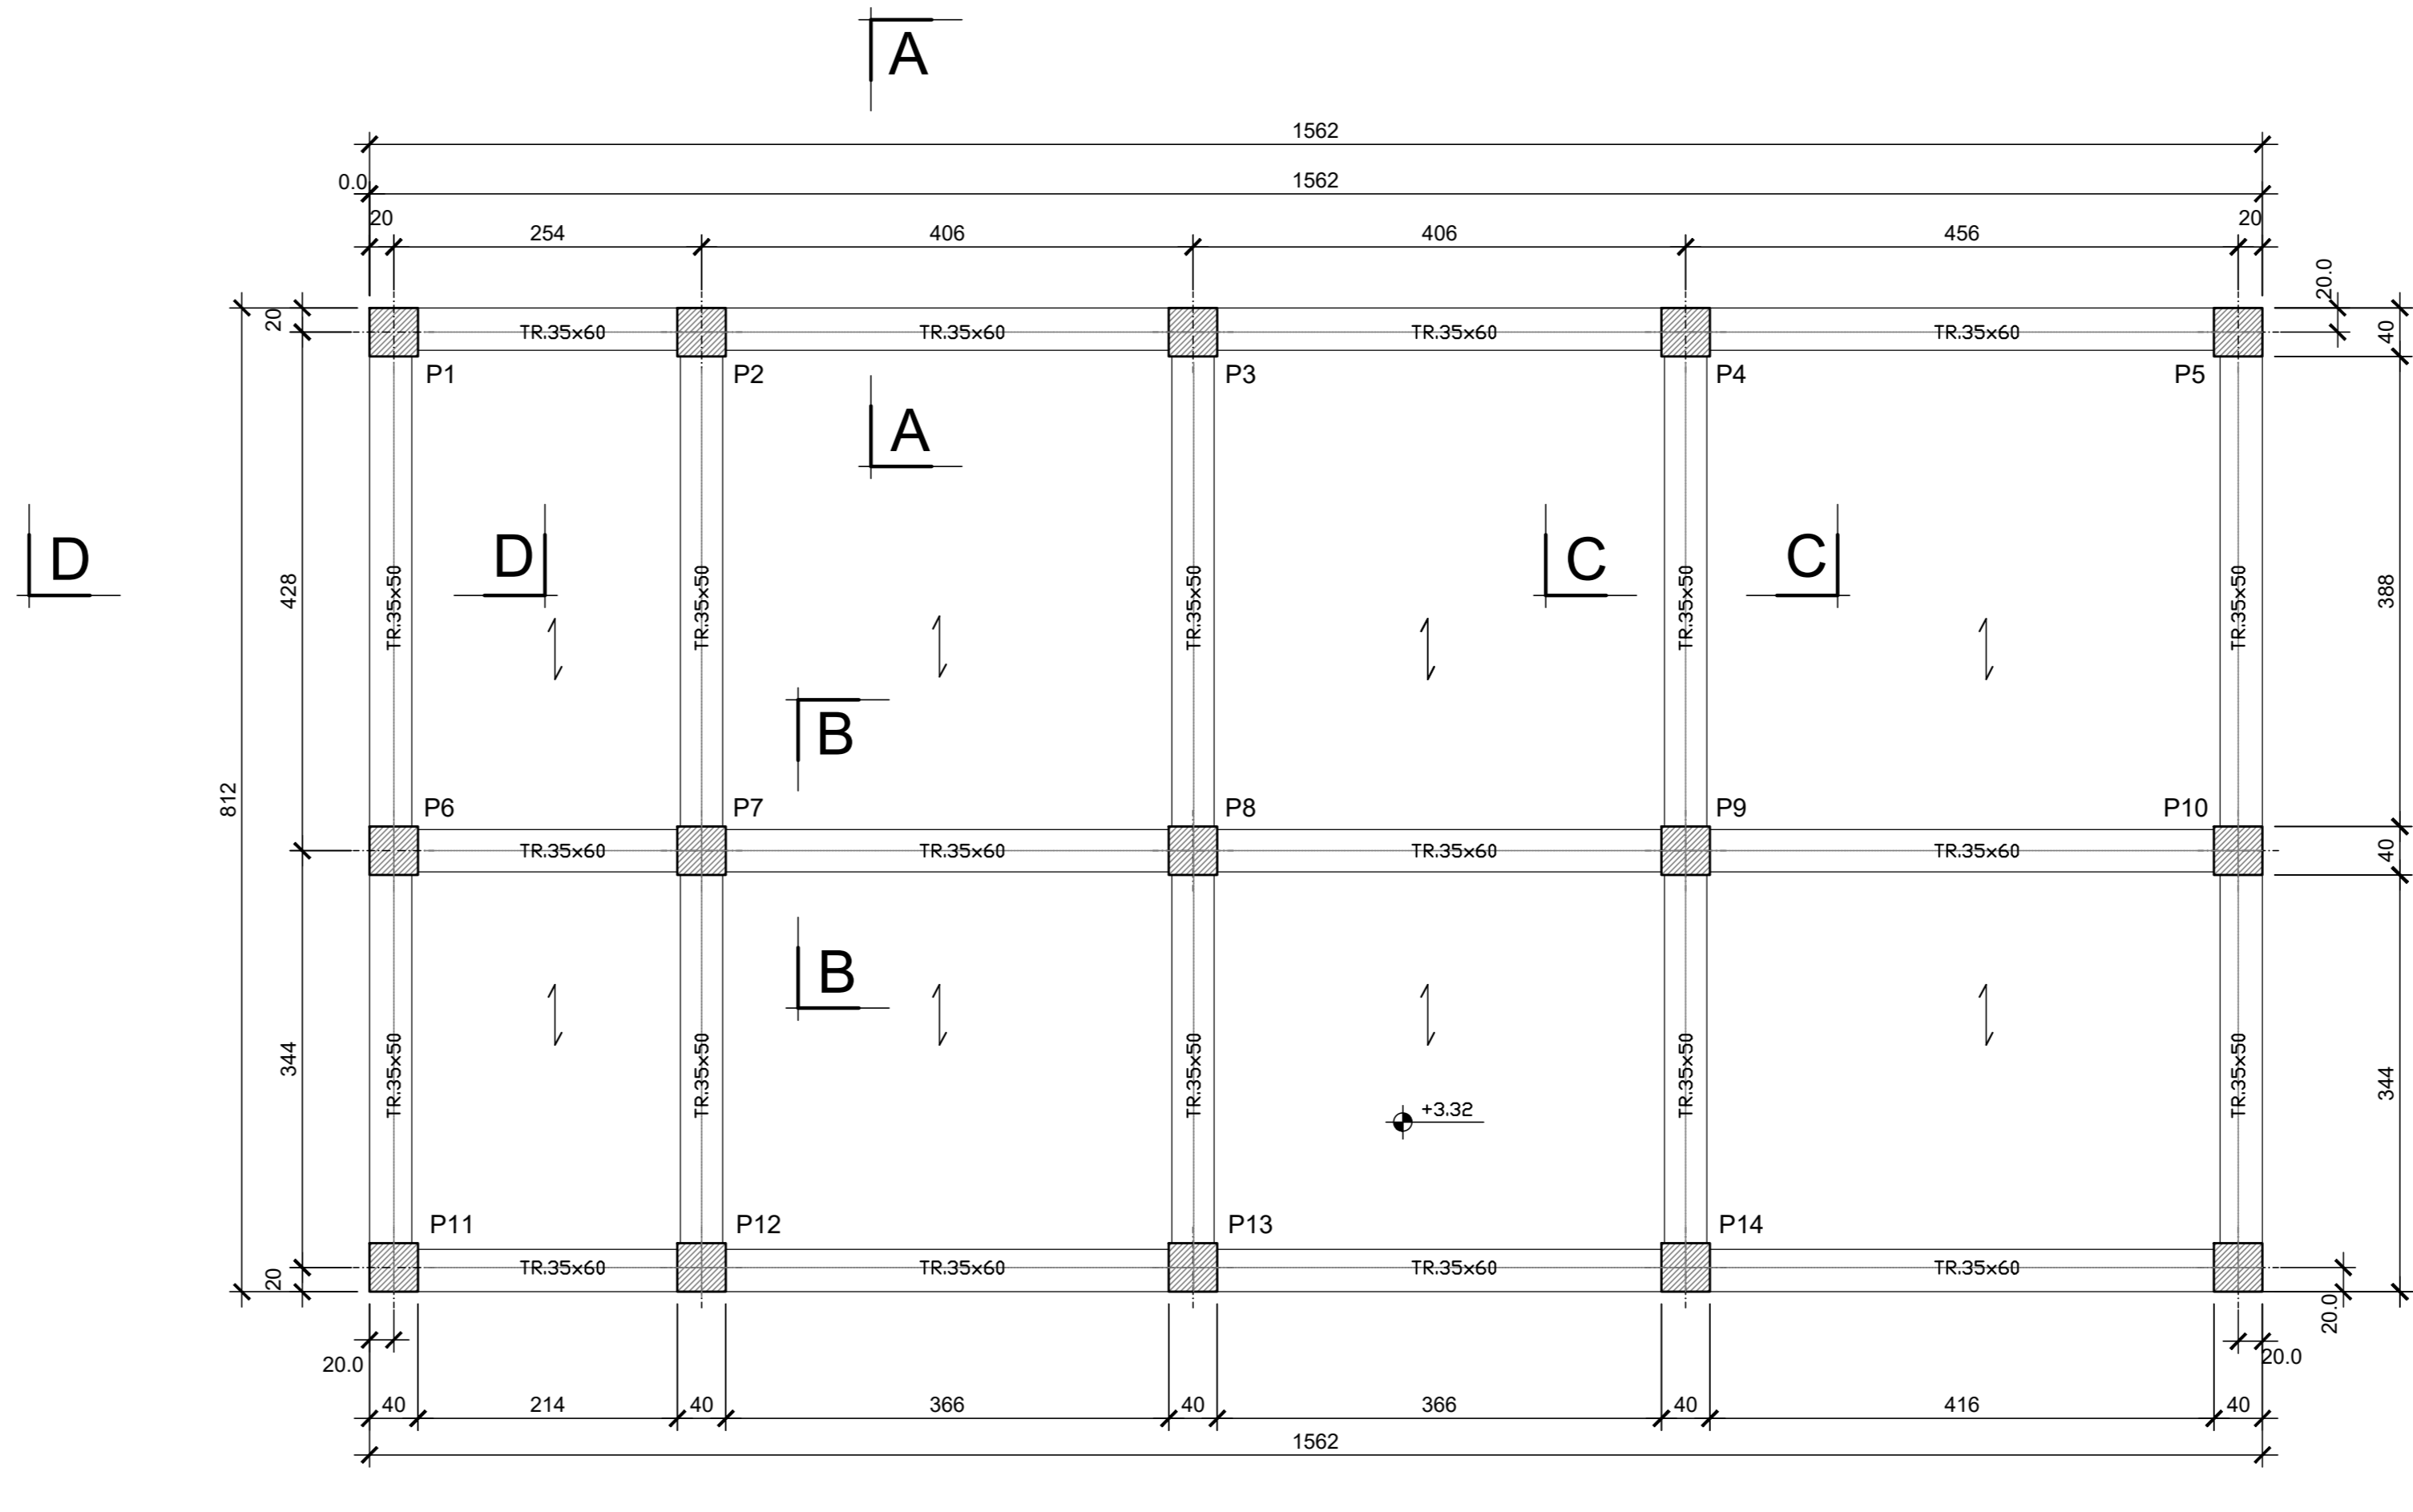 A
1562
0.0 1562
20 254 406 406 456 20
20 20.0
TR.35x60 TR.35x60 TR.35x60 TR.35x60 40
P1 P2 P3 P4 P5
A
D D C C
428 TR.35x50 TR.35x50 TR.35x50 TR.35x50 TR.35x50 388
B
812
P6 P7 P8 P9 P10
TR.35x60 TR.35x60 TR.35x60 TR.35x60 40
B
344 TR.35x50 TR.35x50 TR.35x50 TR.35x50 TR.35x50 344
+3.32
P11 P12 P13 P14
20 TR.35x60 TR.35x60 TR.35x60 TR.35x60
20.0
20.0 20.0
40 214 40 366 40 366 40 416 40
1562